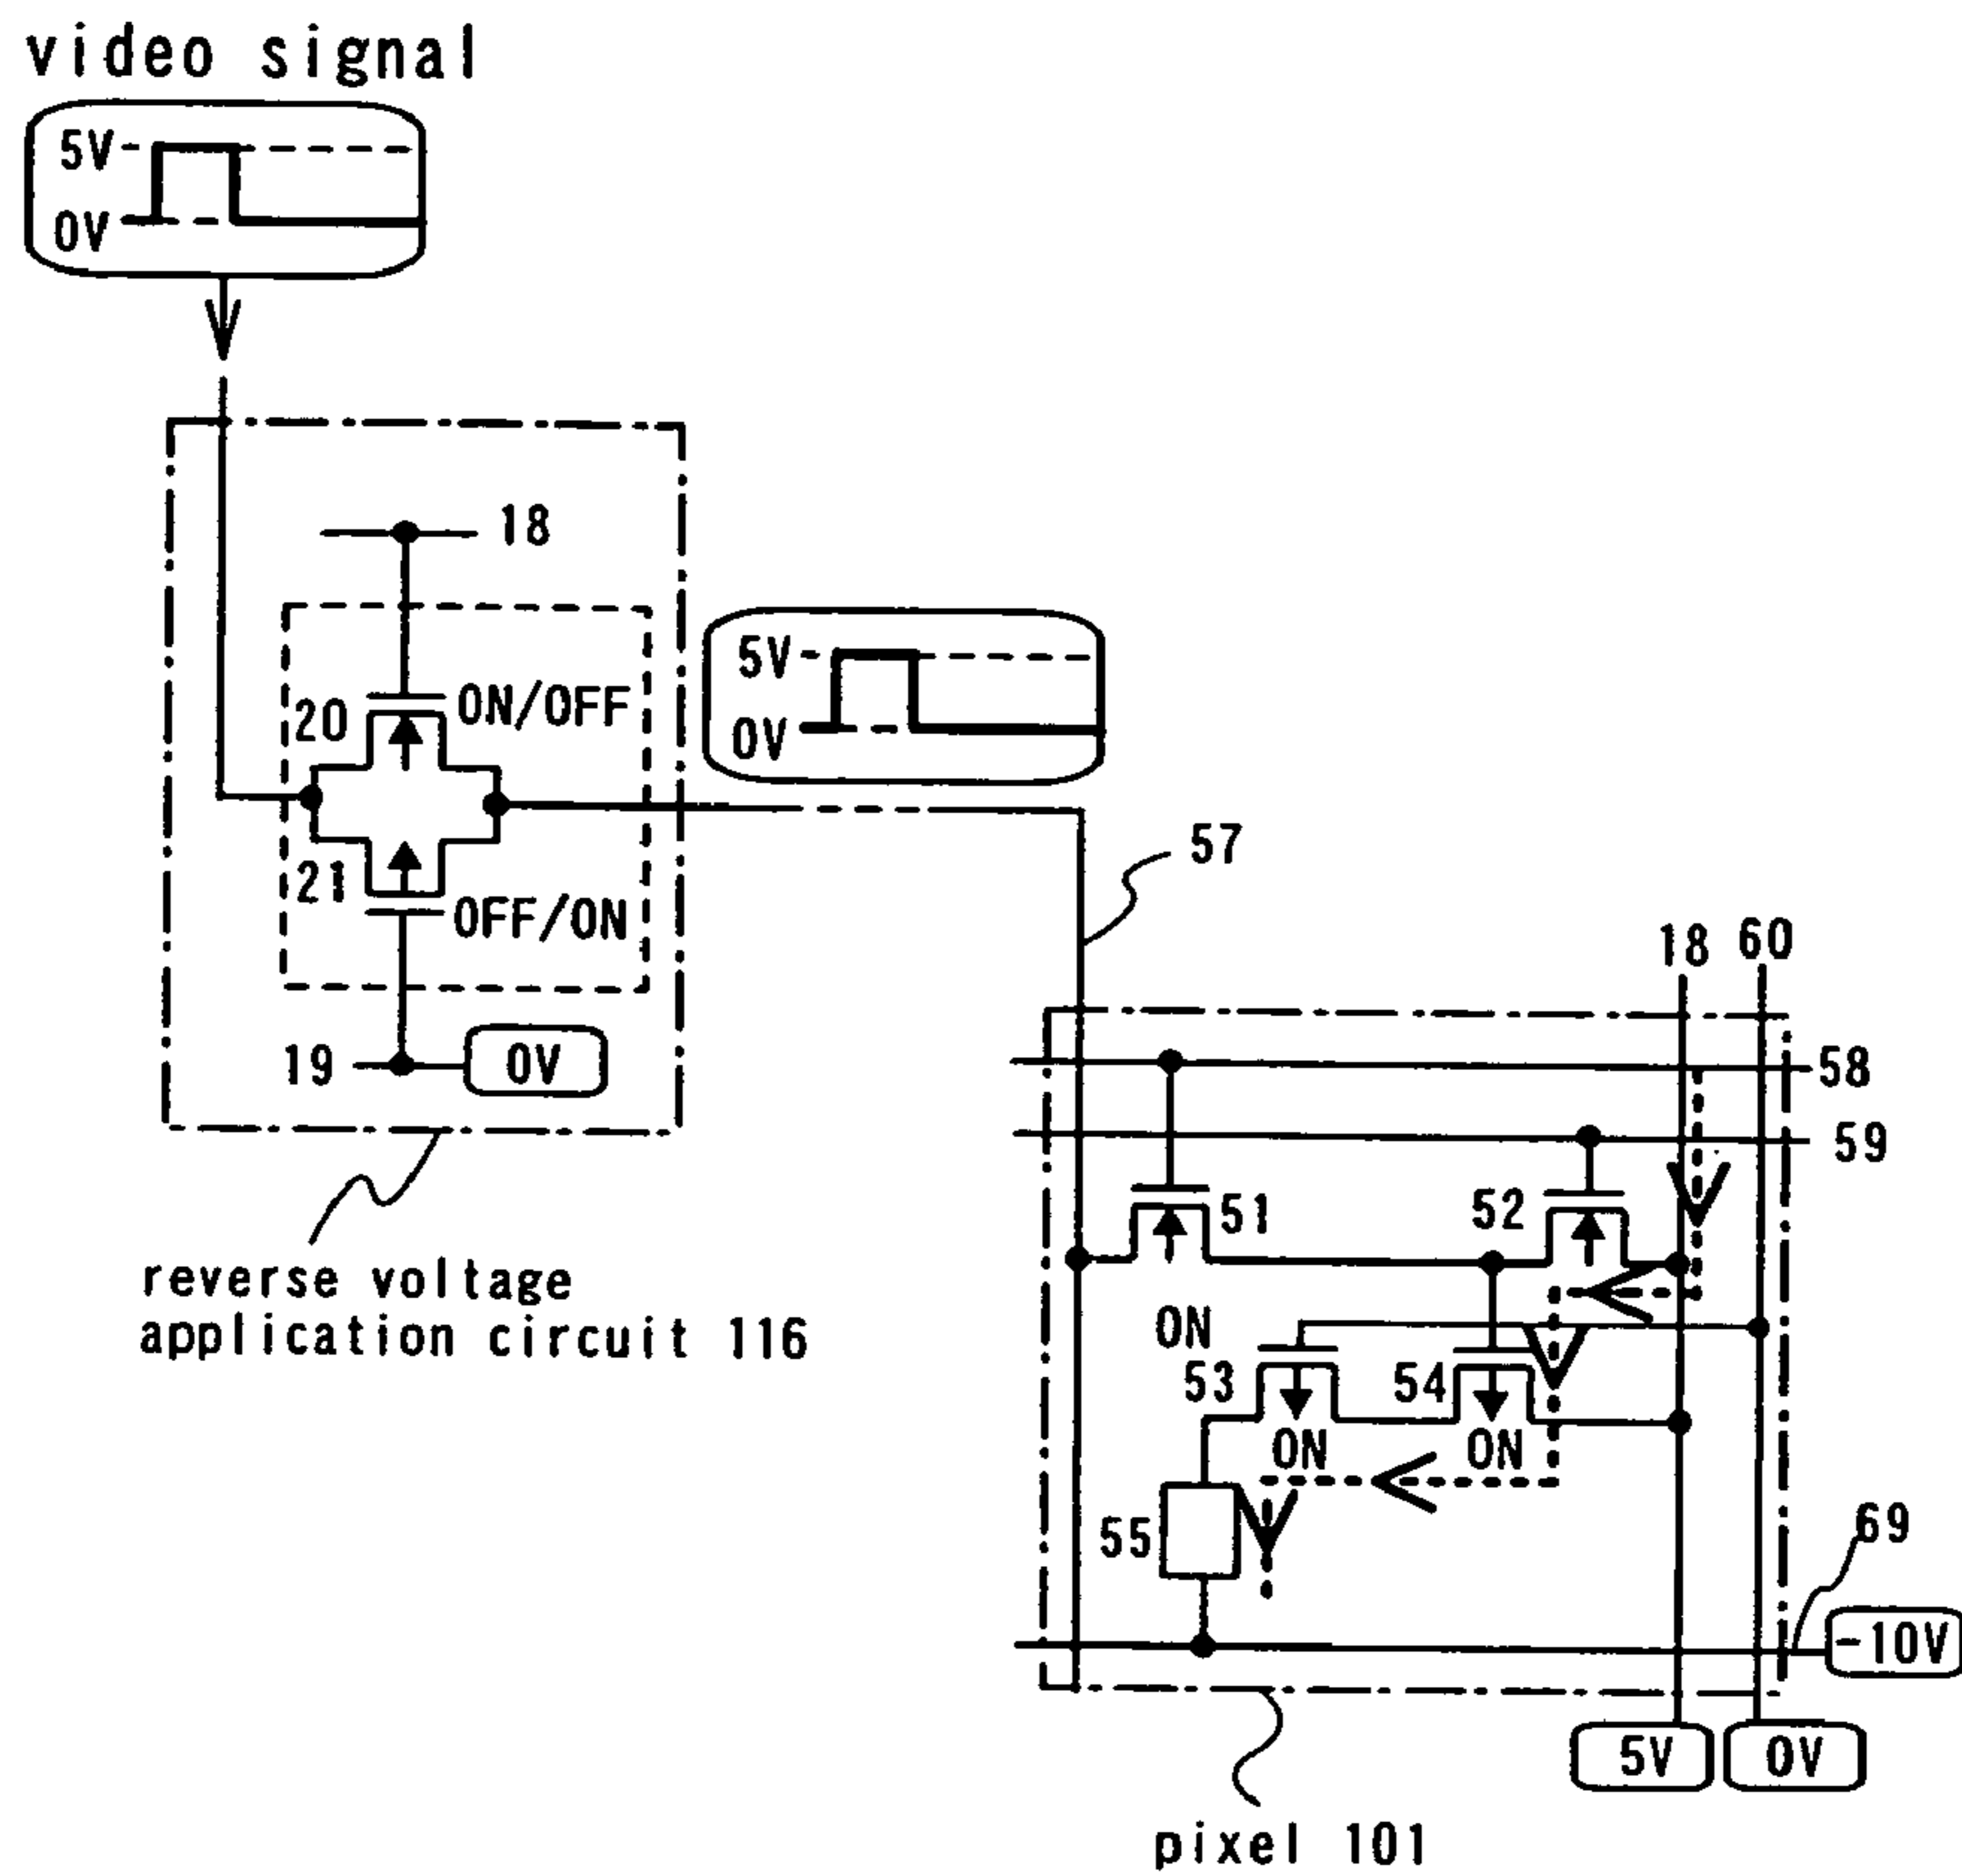 video signal
5V
0V
18
20
ON/OFF
5V
0V
21
OFF/ON
57
18
60
19
0V
58
59
51
52
reverse voltage
application circuit 116
ON
53
54
ON
ON
55
69
-10V
5V
0V
pixel 101